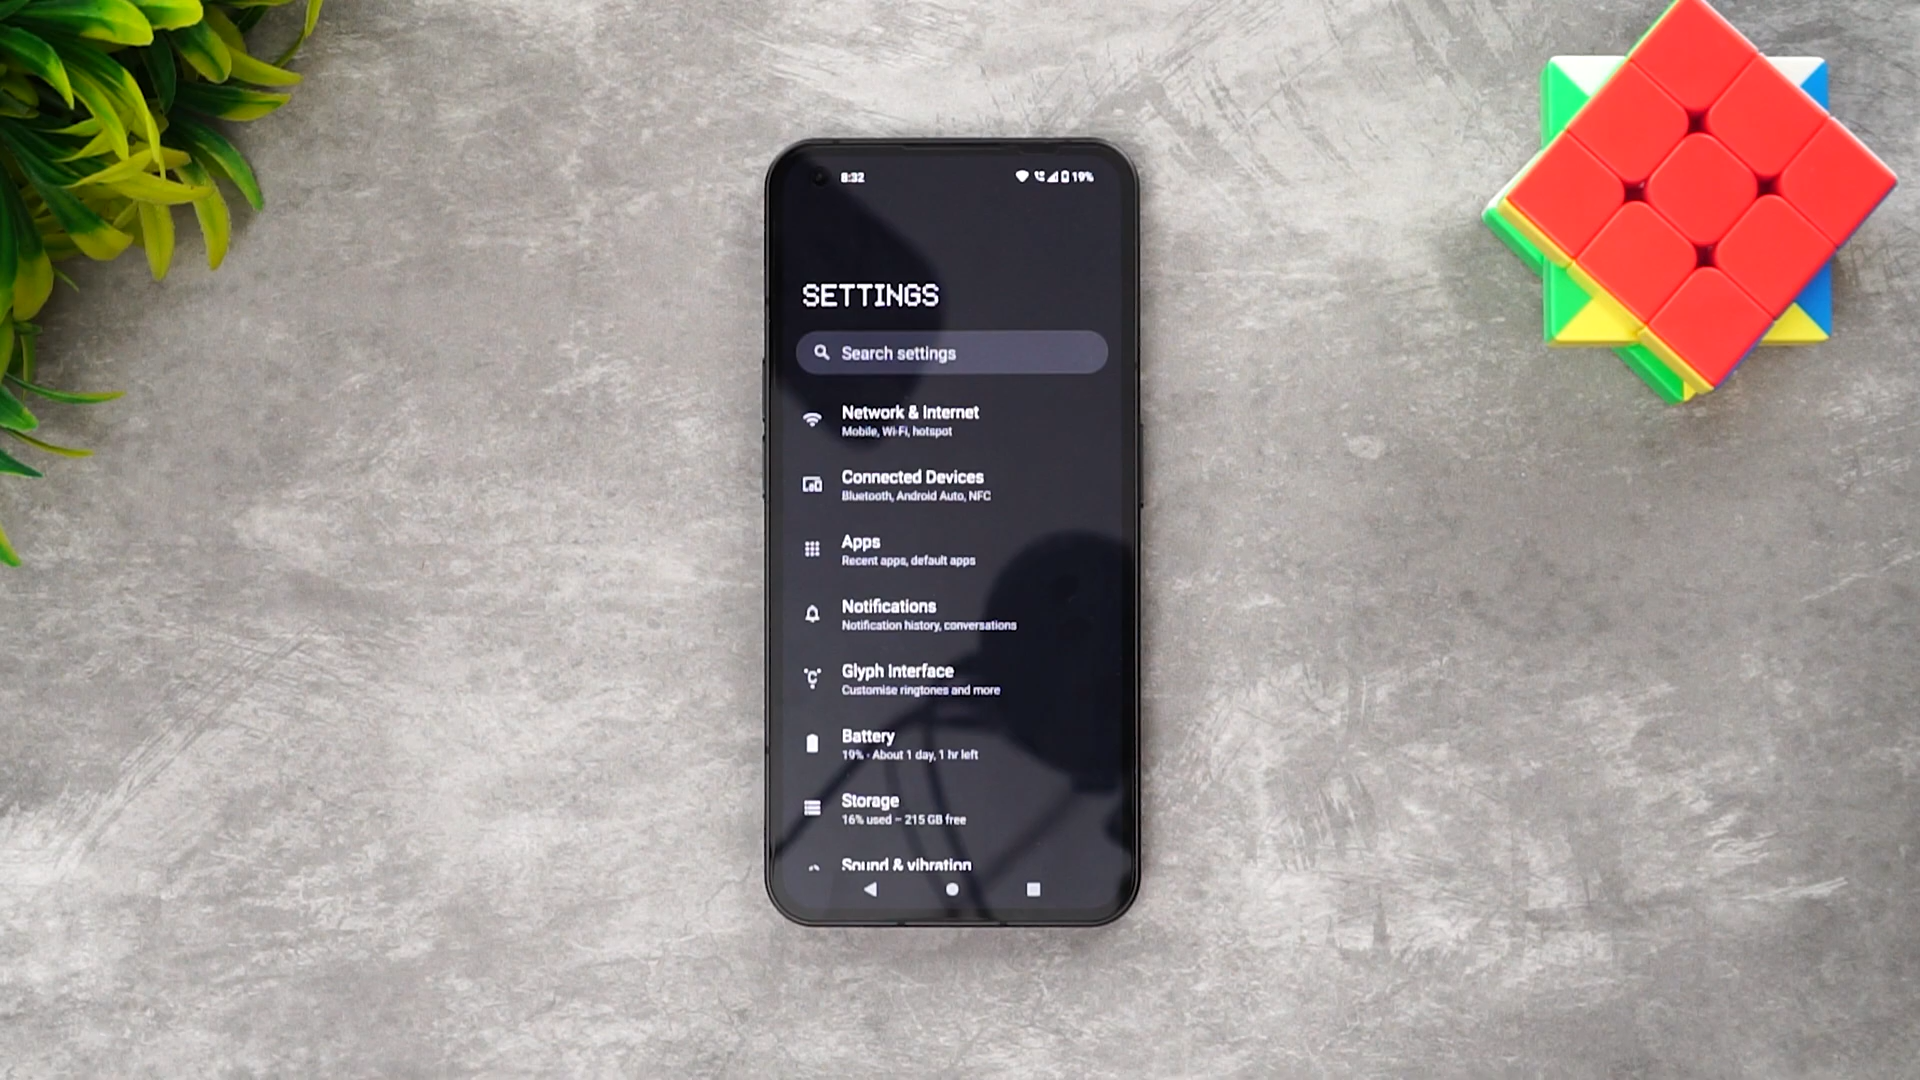 8:32
19%
SETTINGS
Search settings
Network & Internet
Mobile, Wi-Fi, hotspot
Connected Devices
Bluetooth, Android Auto, NFC
Apps
Recent apps, default apps
Notifications
Notification history, conversations
Glyph Interface
Customise ringtones and more
Battery
19% - About 1 day, 1 hr left
Storage
16% used – 215 GB free
Sound & vibration